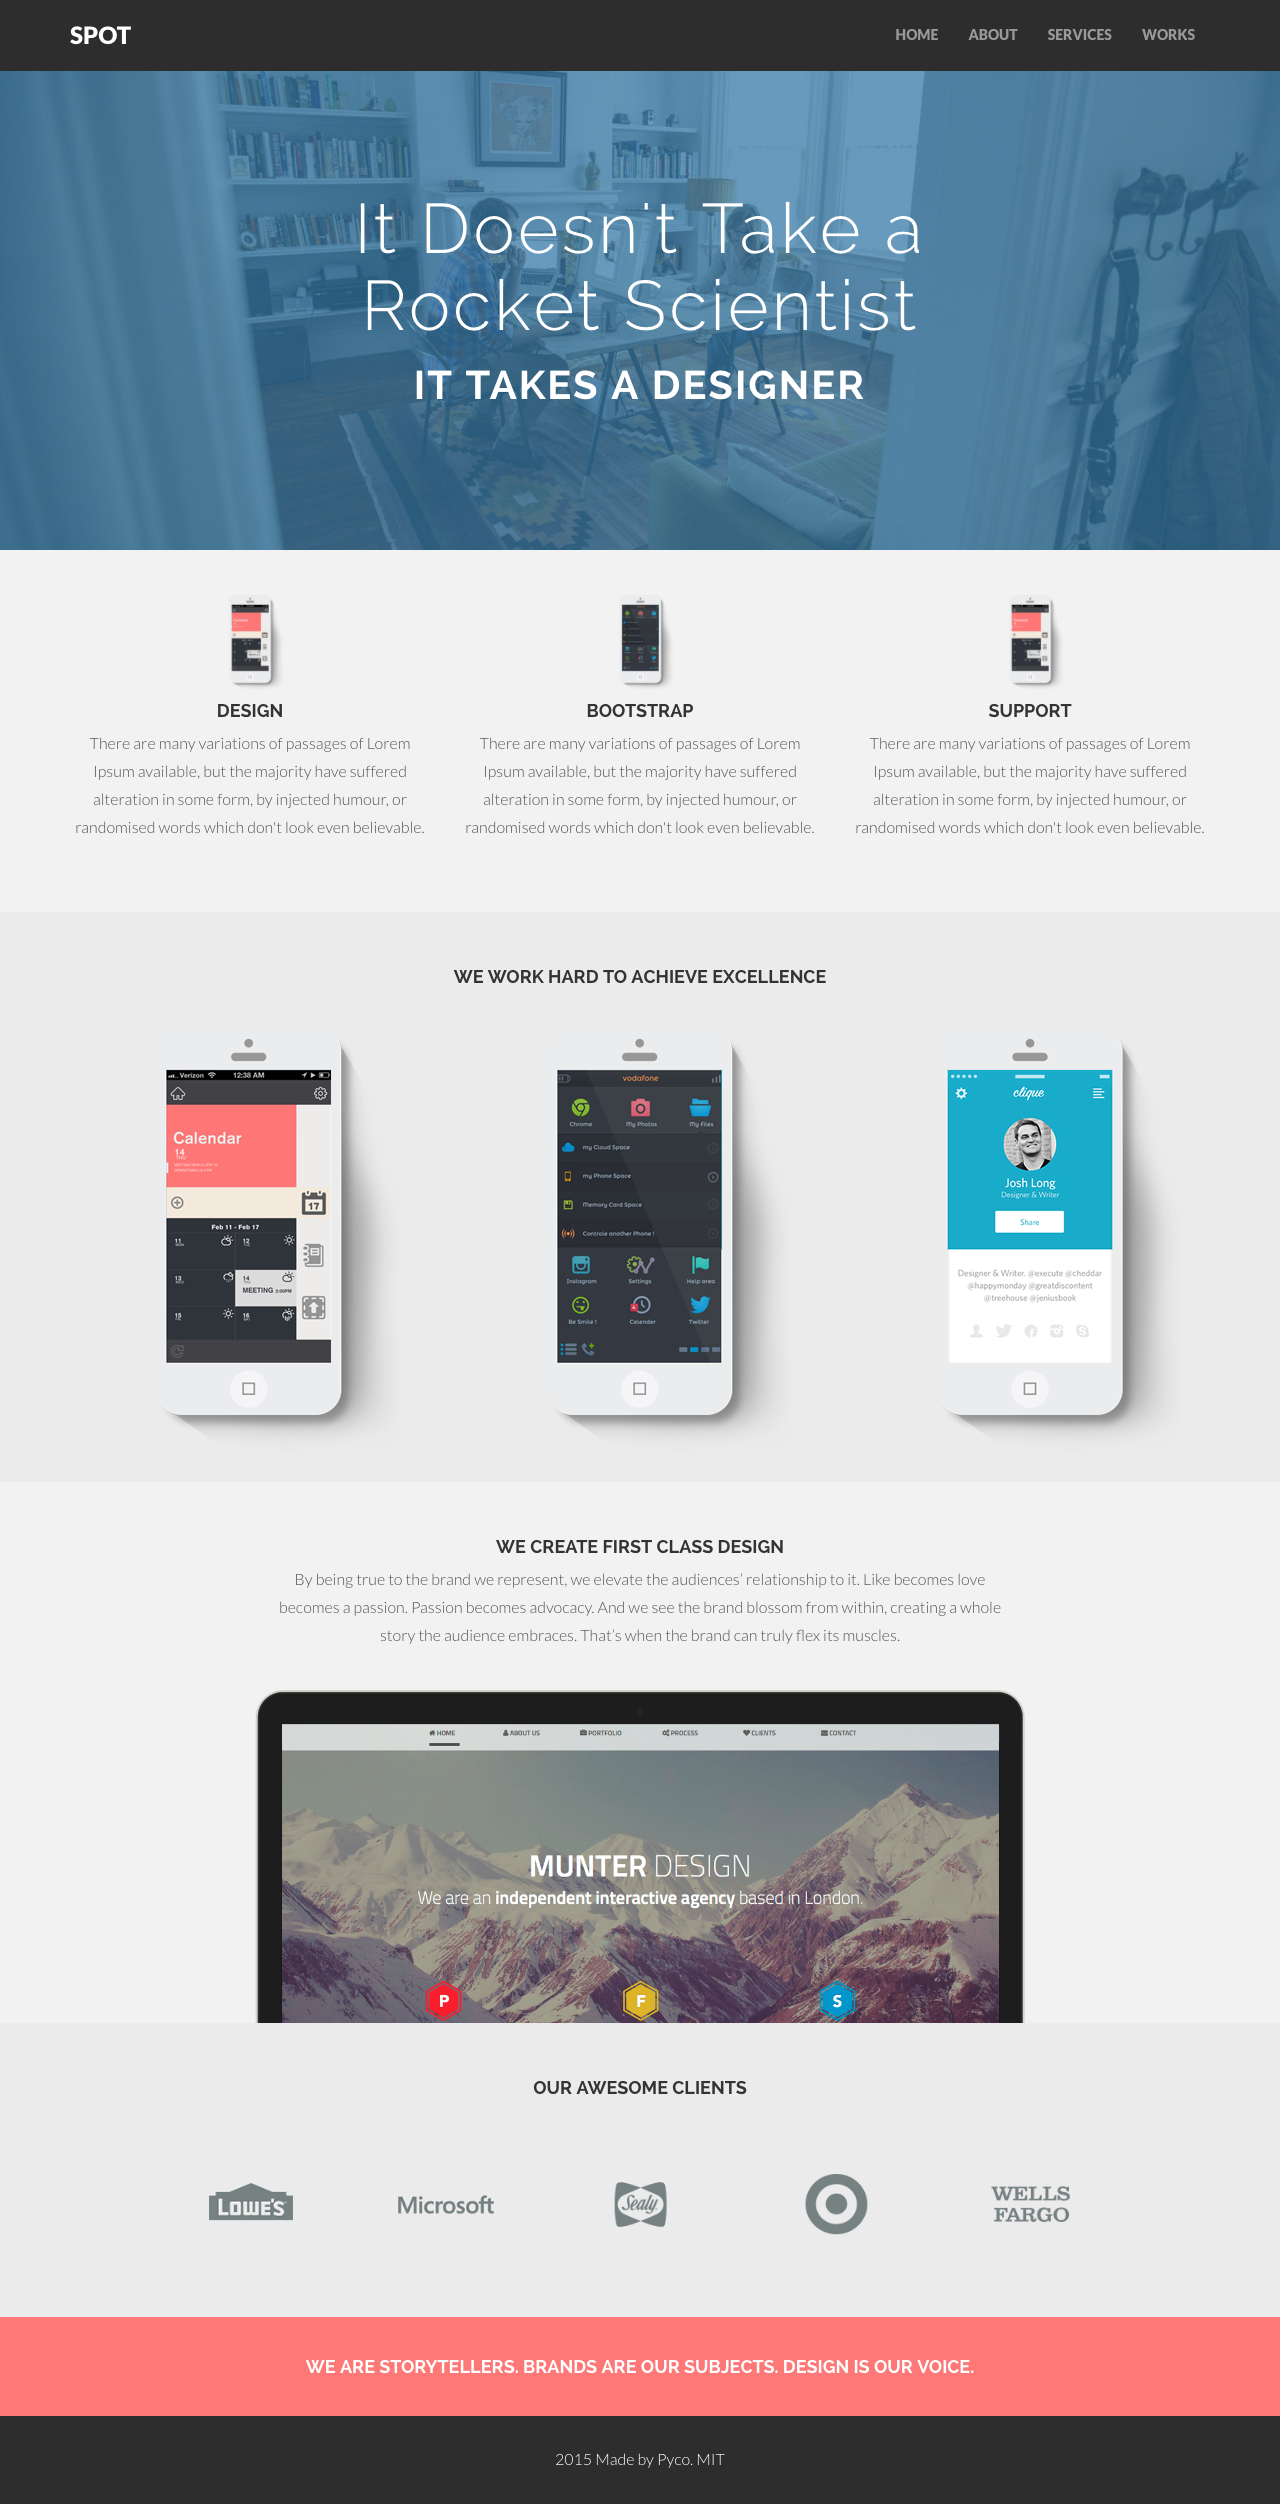 SPOT
HOME ABOUT SERVICES WORKS
It Doesn't Take a
Rocket Scientist
IT TAKES A DESIGNER
DESIGN
There are many variations of passages of Lorem
Ipsum available, but the majority have suffered
alteration in some form, by injected humour, or
randomised words which don't look even believable.
BOOTSTRAP
There are many variations of passages of Lorem
Ipsum available, but the majority have suffered
alteration in some form, by injected humour, or
randomised words which don't look even believable.
SUPPORT
There are many variations of passages of Lorem
Ipsum available, but the majority have suffered
alteration in some form, by injected humour, or
randomised words which don't look even believable.
WE WORK HARD TO ACHIEVE EXCELLENCE
Verizon 12:38 AM
Calendar
14
THU
17
Feb 11 - Feb 17
11 MON 12 TUE
13 WED 14 THU
MEETING 2:00PM
15 FRI 16 SAT
vodafone
Chrome My Photos My Files
my Cloud Space
my Phone Space
Memory Card Space
Controle another Phone !
Instagram Settings Help area
Be Smile ! Celender Twitter
clique
Josh Long
Designer & Writer
Share
Designer & Writer. @execute @cheddar
@happymonday @greatdiscontent
@treehouse @jeniusbook
WE CREATE FIRST CLASS DESIGN
By being true to the brand we represent, we elevate the audiences' relationship to it. Like becomes love
becomes a passion. Passion becomes advocacy. And we see the brand blossom from within, creating a whole
story the audience embraces. That's when the brand can truly flex its muscles.
HOME ABOUT US PORTFOLIO PROCESS CLIENTS CONTACT
MUNTER DESIGN
We are an independent interactive agency based in London.
P F S
OUR AWESOME CLIENTS
LOWE'S
Microsoft
Sealy
WELLS
FARGO
WE ARE STORYTELLERS. BRANDS ARE OUR SUBJECTS. DESIGN IS OUR VOICE.
2015 Made by Pyco. MIT